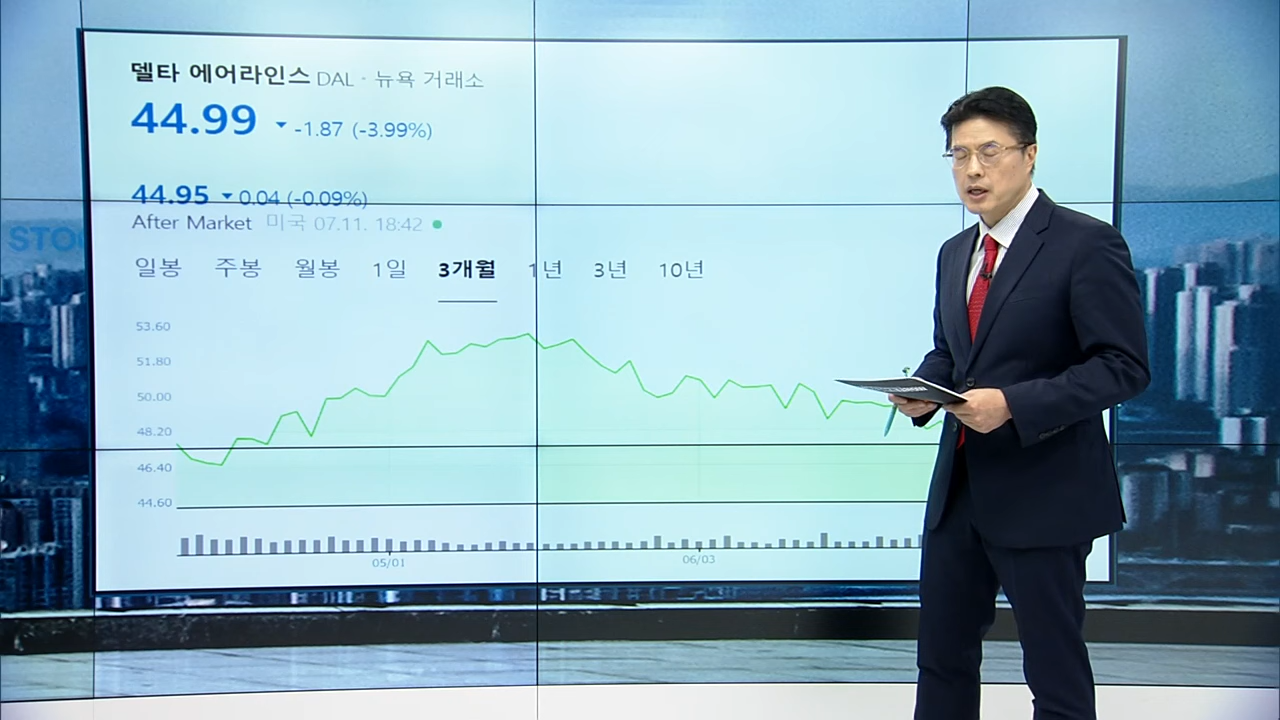 델타 에어라인스 DAL · 뉴욕 거래소
44.99 ▼ -1.87 (-3.99%)
44.95 ▼ 0.04 (-0.09%)
After Market 미국 07.11. 18:42
STO
일봉 주봉 월봉 1일 3개월 1년 3년 10년
53.60
51.80
50.00
48.20
46.40
44.60
05/01 06/03